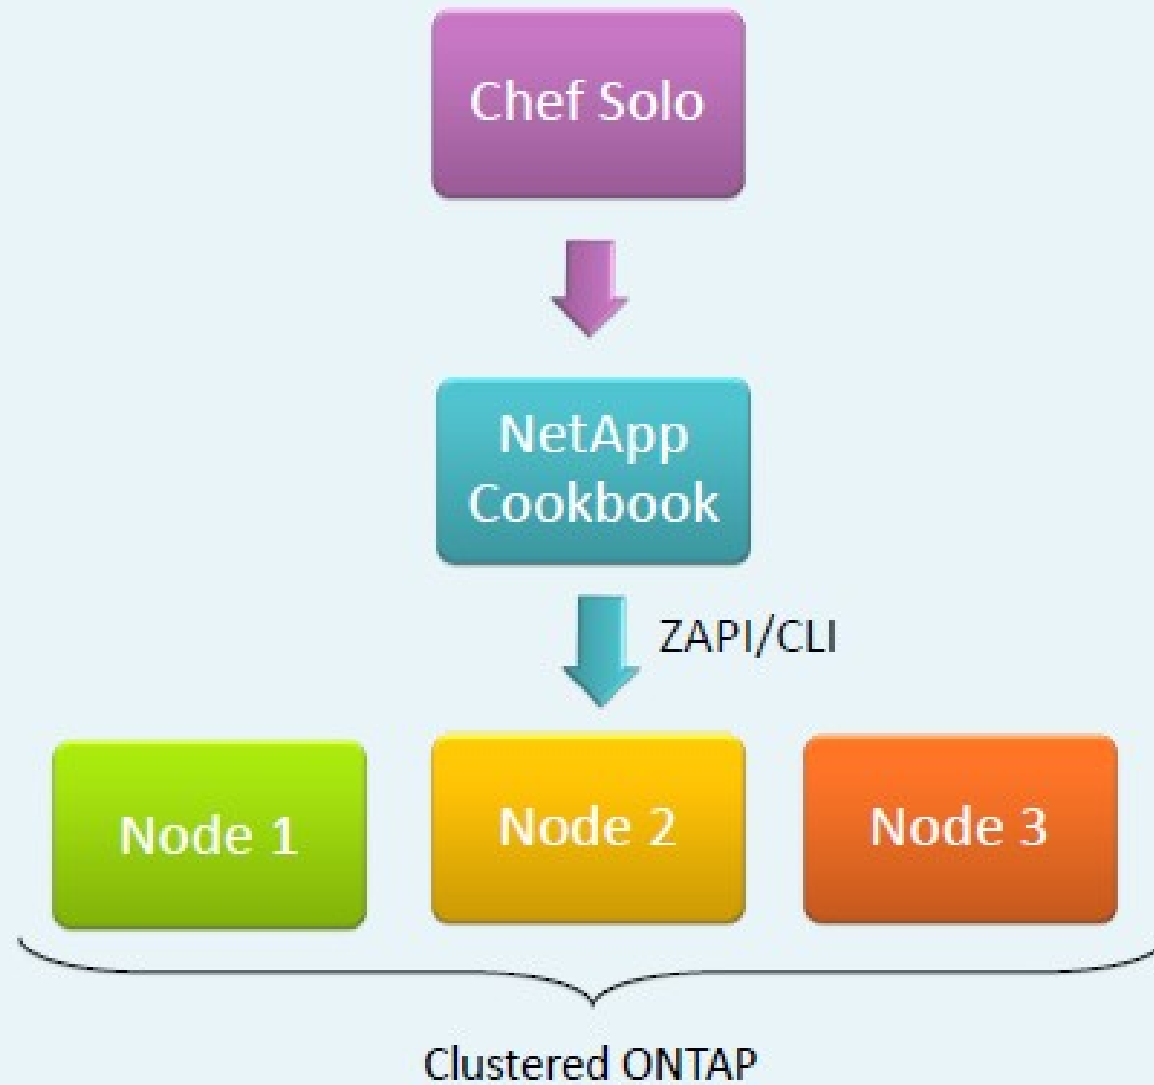 Chef Solo
NetApp
Cookbook
ZAPI/CLI
Node 1
Node 2
Node 3
Clustered ONTAP